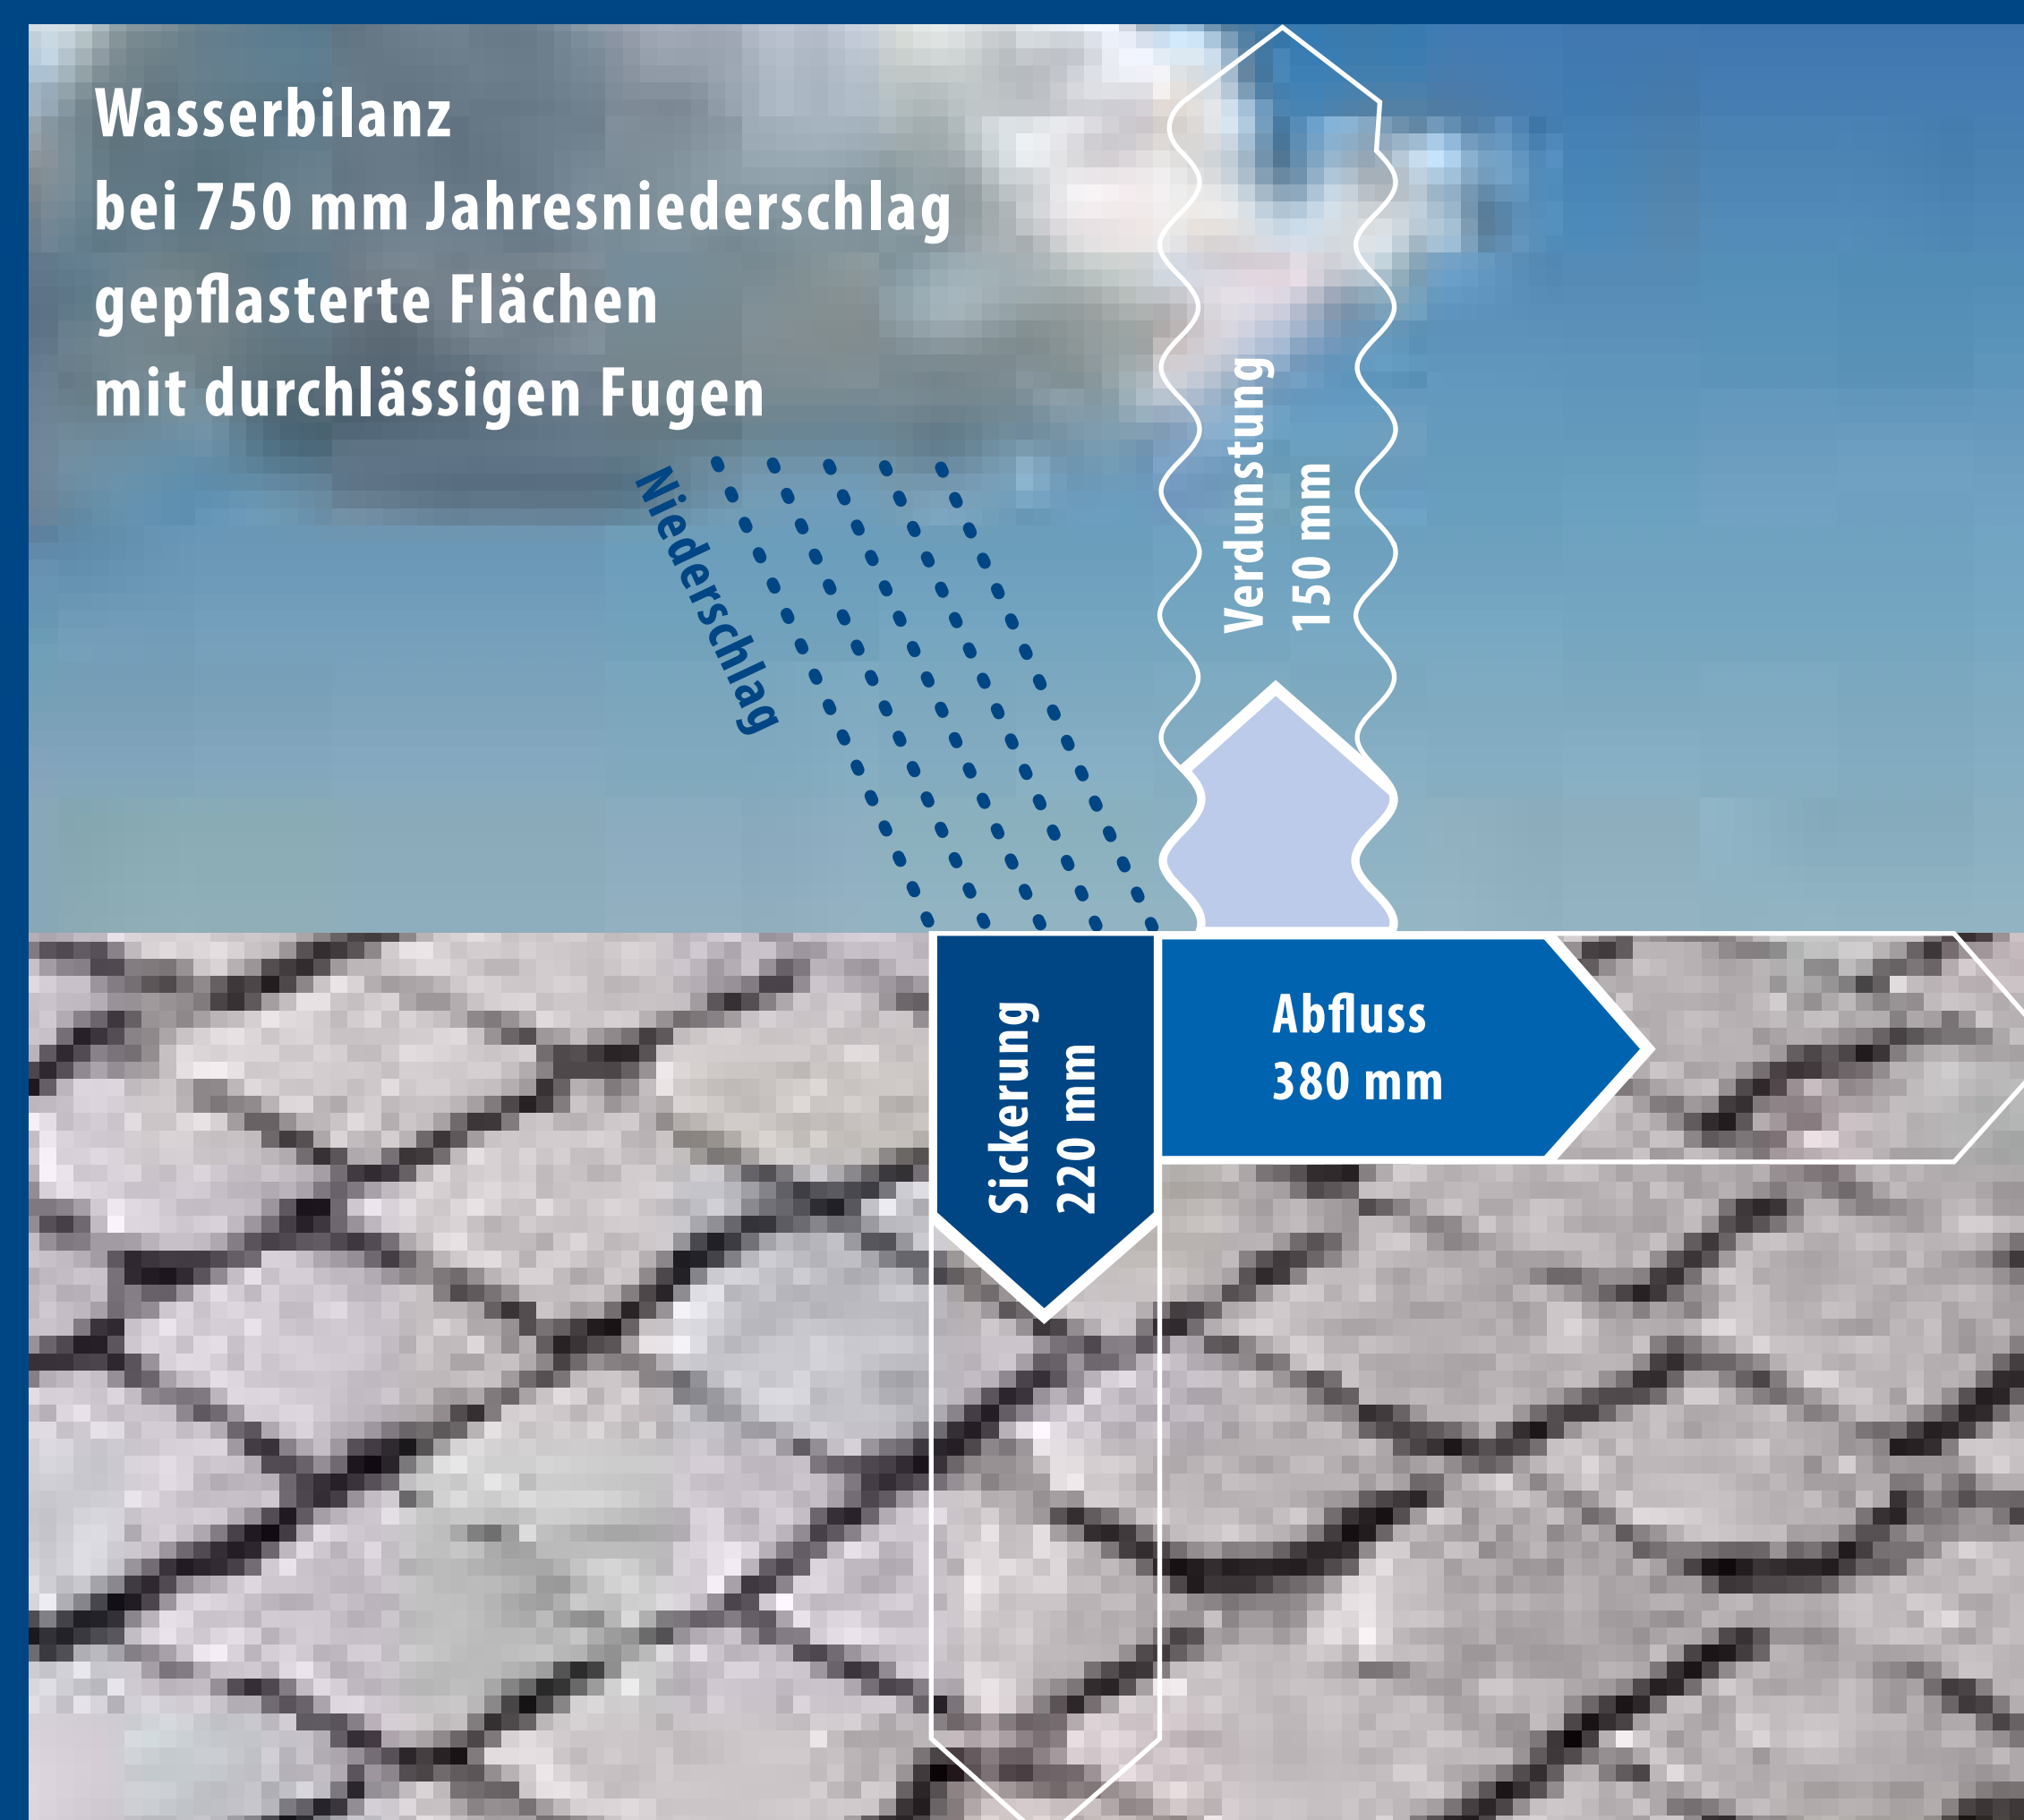 Wasserbilanz
bei 750 mm Jahresniederschlag
gepflasterte Flächen
mit durchlässigen Fugen
Niederschlag
Verdunstung
150 mm
Sickerung
220 mm
Abfluss
380 mm